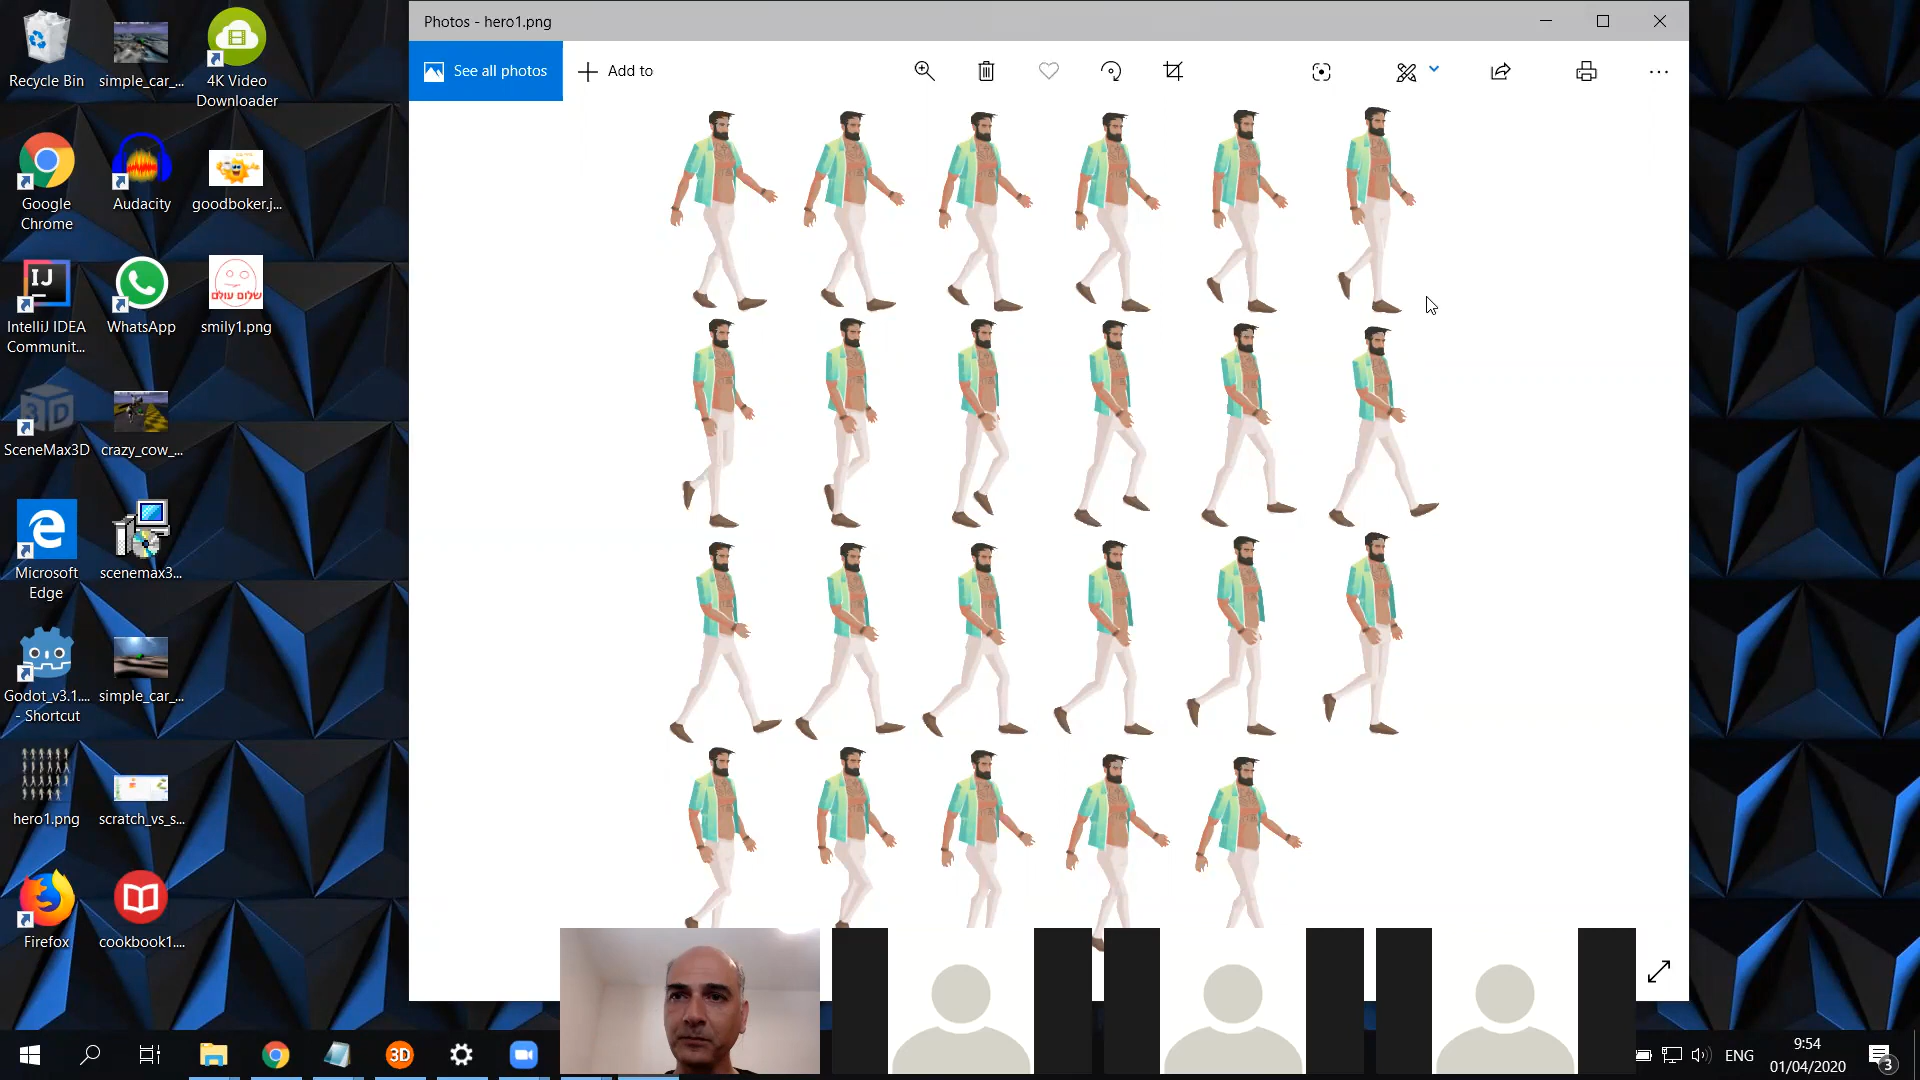 Photos - hero1.png
See all photos
Add to
Recycle Bin
simple_car_...
4K Video
Downloader
Google
Chrome
Audacity
goodboker.j...
IJ
IntelliJ IDEA
Communit...
WhatsApp
שלום עולם
smily1.png
3D
SceneMax3D
crazy_cow_...
Microsoft
Edge
scenemax3...
Godot_v3.1....
- Shortcut
simple_car_...
hero1.png
scratch_vs_s...
Firefox
cookbook1....
3D
ENG
9:54
01/04/2020
3